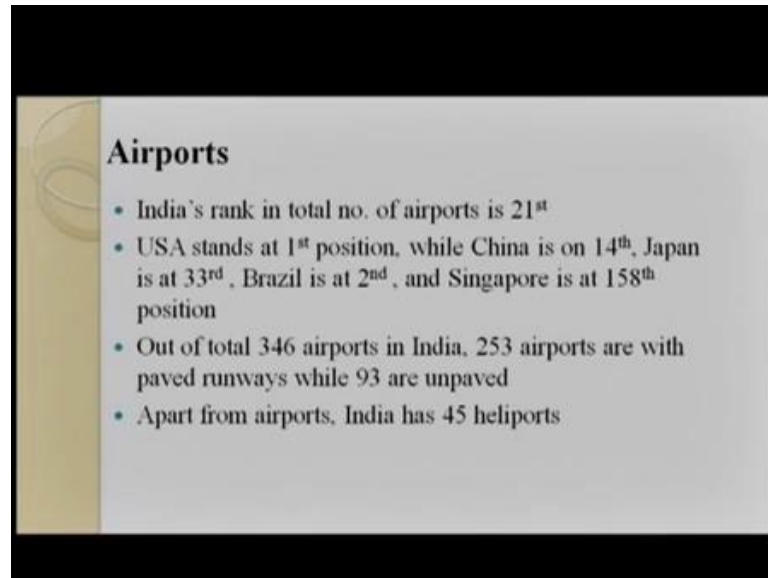 Airports
• India's rank in total no. of airports is 21st
• USA stands at 1st position, while China is on 14th, Japan
is at 33rd , Brazil is at 2nd , and Singapore is at 158th
position
• Out of total 346 airports in India, 253 airports are with
paved runways while 93 are unpaved
• Apart from airports, India has 45 heliports